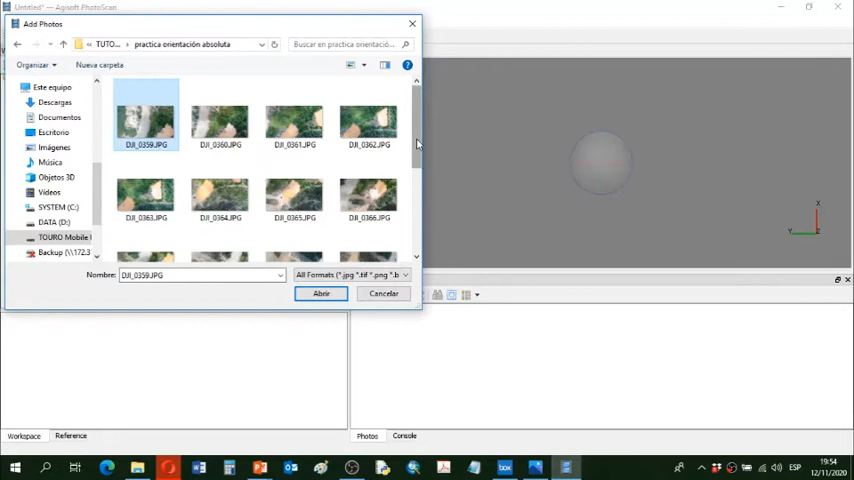 Untitled* — Agisoft PhotoScan
Add Photos
« TUTO... > practica orientación absoluta
Buscar en practica orientació...
Organizar
Nueva carpeta
Este equipo
Descargas
Documentos
Escritorio
Imágenes
Música
Objetos 3D
Vídeos
SYSTEM (C:)
DATA (D:)
TOURO Mobile
Backup (\\172.3
DJI_0359.JPG
DJI_0360.JPG
DJI_0361.JPG
DJI_0362.JPG
DJI_0363.JPG
DJI_0364.JPG
DJI_0365.JPG
DJI_0366.JPG
Nombre:
DJI_0359.JPG
All Formats (*.jpg *.tif *.png *.b
Abrir
Cancelar
X
Y
Z
Workspace
Reference
Photos
Console
ESP
19:54
12/11/2020